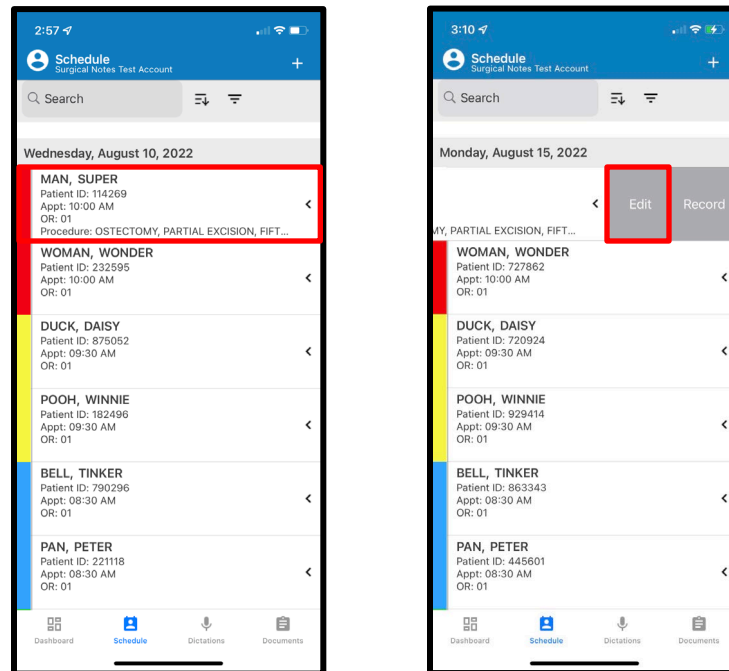 2:57
Schedule
Surgical Notes Test Account
+
Search
Wednesday, August 10, 2022
MAN, SUPER
Patient ID: 114269
Appt: 10:00 AM
OR: 01
Procedure: OSTECTOMY, PARTIAL EXCISION, FIFT...
WOMAN, WONDER
Patient ID: 232595
Appt: 10:00 AM
OR: 01
DUCK, DAISY
Patient ID: 875052
Appt: 09:30 AM
OR: 01
POOH, WINNIE
Patient ID: 182496
Appt: 09:30 AM
OR: 01
BELL, TINKER
Patient ID: 790296
Appt: 08:30 AM
OR: 01
PAN, PETER
Patient ID: 221118
Appt: 08:30 AM
OR: 01
Dashboard Schedule Dictations Documents
3:10
Schedule
Surgical Notes Test Account
+
Search
Monday, August 15, 2022
Edit Record
MY, PARTIAL EXCISION, FIFT...
WOMAN, WONDER
Patient ID: 727862
Appt: 10:00 AM
OR: 01
DUCK, DAISY
Patient ID: 720924
Appt: 09:30 AM
OR: 01
POOH, WINNIE
Patient ID: 929414
Appt: 09:30 AM
OR: 01
BELL, TINKER
Patient ID: 863343
Appt: 08:30 AM
OR: 01
PAN, PETER
Patient ID: 445601
Appt: 08:30 AM
OR: 01
Dashboard Schedule Dictations Documents